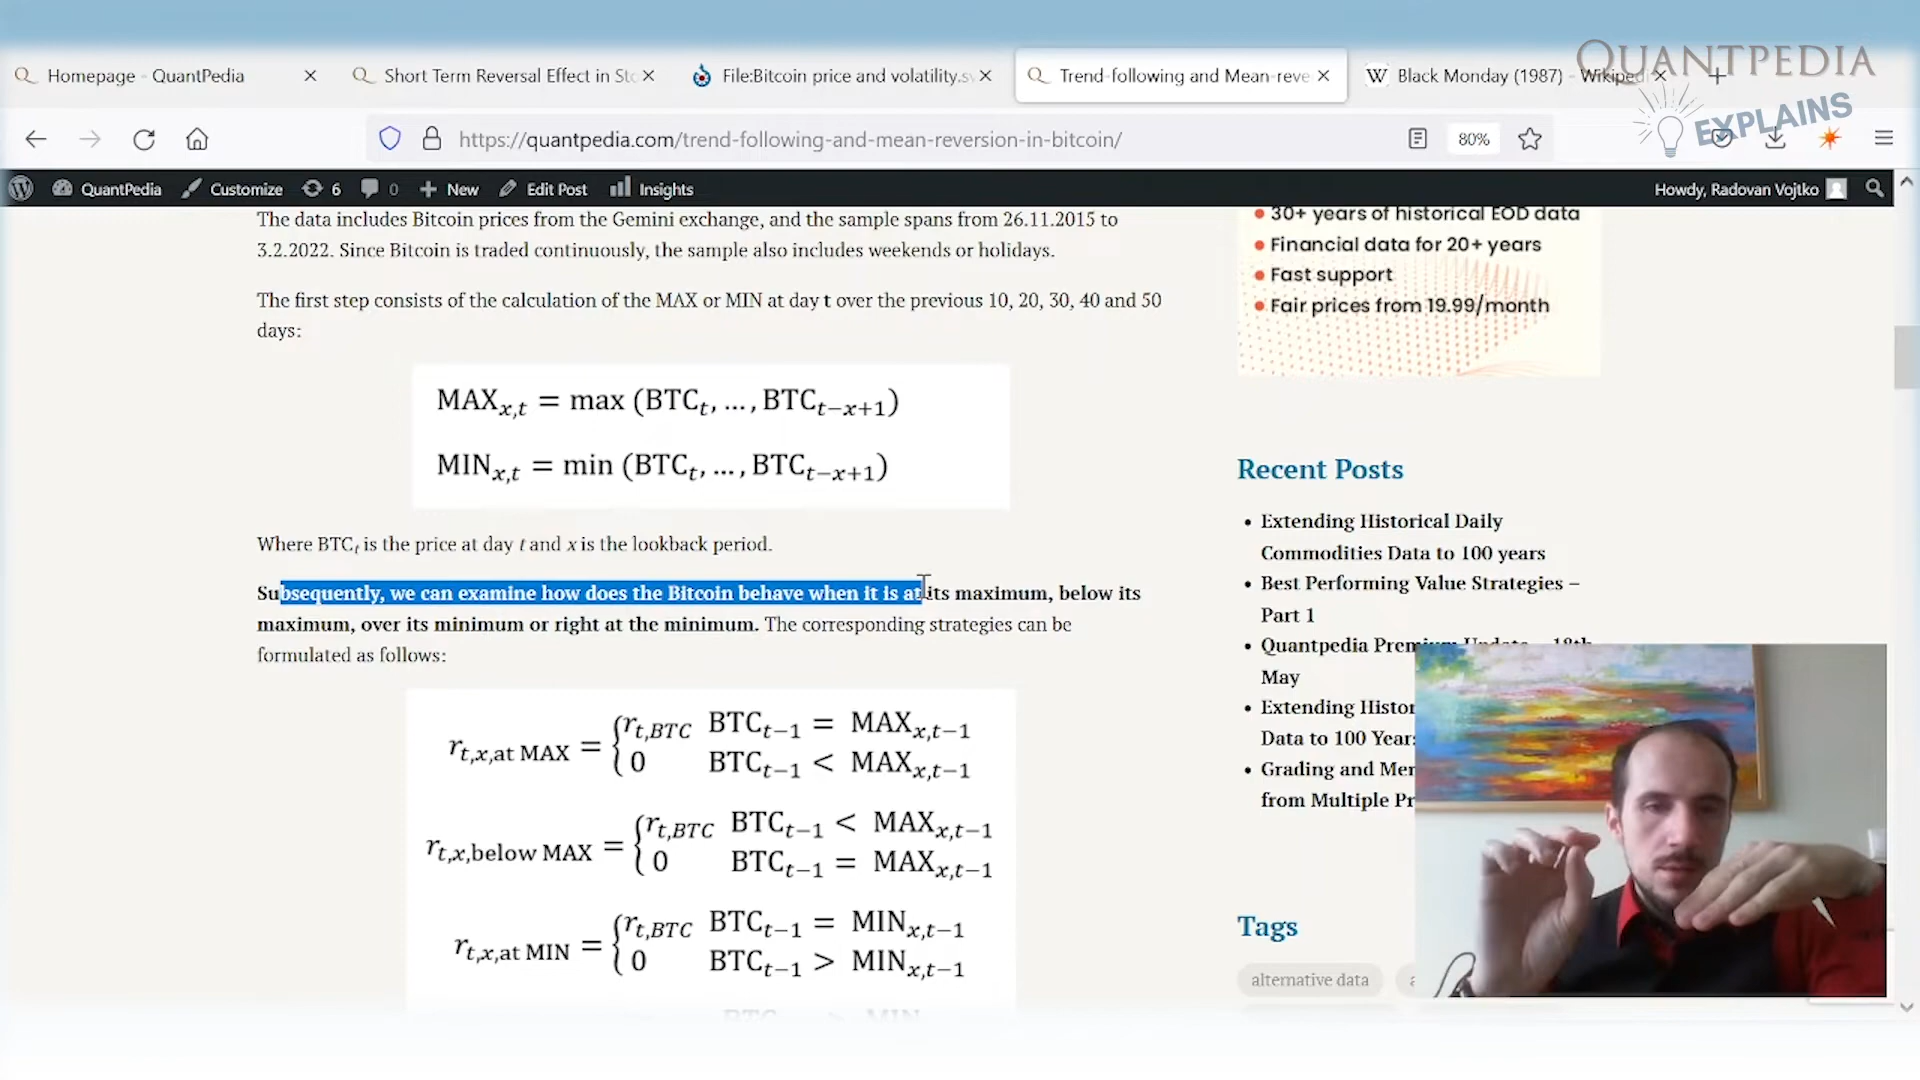 QUANTPEDIA
EXPLAINS
Homepage - QuantPedia
Short Term Reversal Effect in Sto
File:Bitcoin price and volatility.sv
Trend-following and Mean-reve
Black Monday (1987) - Wikiped
https://quantpedia.com/trend-following-and-mean-reversion-in-bitcoin/
80%
QuantPedia Customize 6 0 New Edit Post Insights Howdy, Radovan Vojtko
The data includes Bitcoin prices from the Gemini exchange, and the sample spans from 26.11.2015 to
3.2.2022. Since Bitcoin is traded continuously, the sample also includes weekends or holidays.
The first step consists of the calculation of the MAX or MIN at day t over the previous 10, 20, 30, 40 and 50
days:
MAXx,t = max (BTCt, … , BTCt−x+1)
MINx,t = min (BTCt, … , BTCt−x+1)
Where BTCt is the price at day t and x is the lookback period.
Subsequently, we can examine how does the Bitcoin behave when it is at its maximum, below its
maximum, over its minimum or right at the minimum. The corresponding strategies can be
formulated as follows:
rt,x,at MAX = { rt,BTC BTCt−1 = MAXx,t−1
0 BTCt−1 < MAXx,t−1
rt,x,below MAX = { rt,BTC BTCt−1 < MAXx,t−1
0 BTCt−1 = MAXx,t−1
rt,x,at MIN = { rt,BTC BTCt−1 = MINx,t−1
0 BTCt−1 > MINx,t−1
30+ years of historical EOD data
Financial data for 20+ years
Fast support
Fair prices from 19.99/month
Recent Posts
Extending Historical Daily
Commodities Data to 100 years
Best Performing Value Strategies –
Part 1
Quantpedia Premium Update – 18th
May
Extending Histor
Data to 100 Year
Grading and Mer
from Multiple Pr
Tags
alternative data